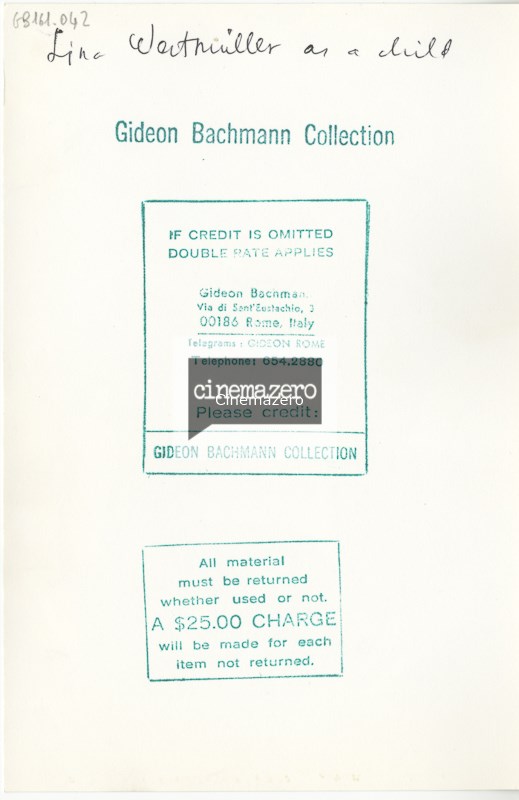 GB161.042
Lina Wertmüller as a child
Gideon Bachmann Collection
IF CREDIT IS OMITTED
DOUBLE RATE APPLIES
Gideon Bachman
Via di Sant'Eustachio, 3
00186 Rome, Italy
Telegrams: GIDEON ROME
Telephone: 654.2880
cinemazero
Cinemazero
Please credit:
GIDEON BACHMANN COLLECTION
All material
must be returned
whether used or not.
A $25.00 CHARGE
will be made for each
item not returned.